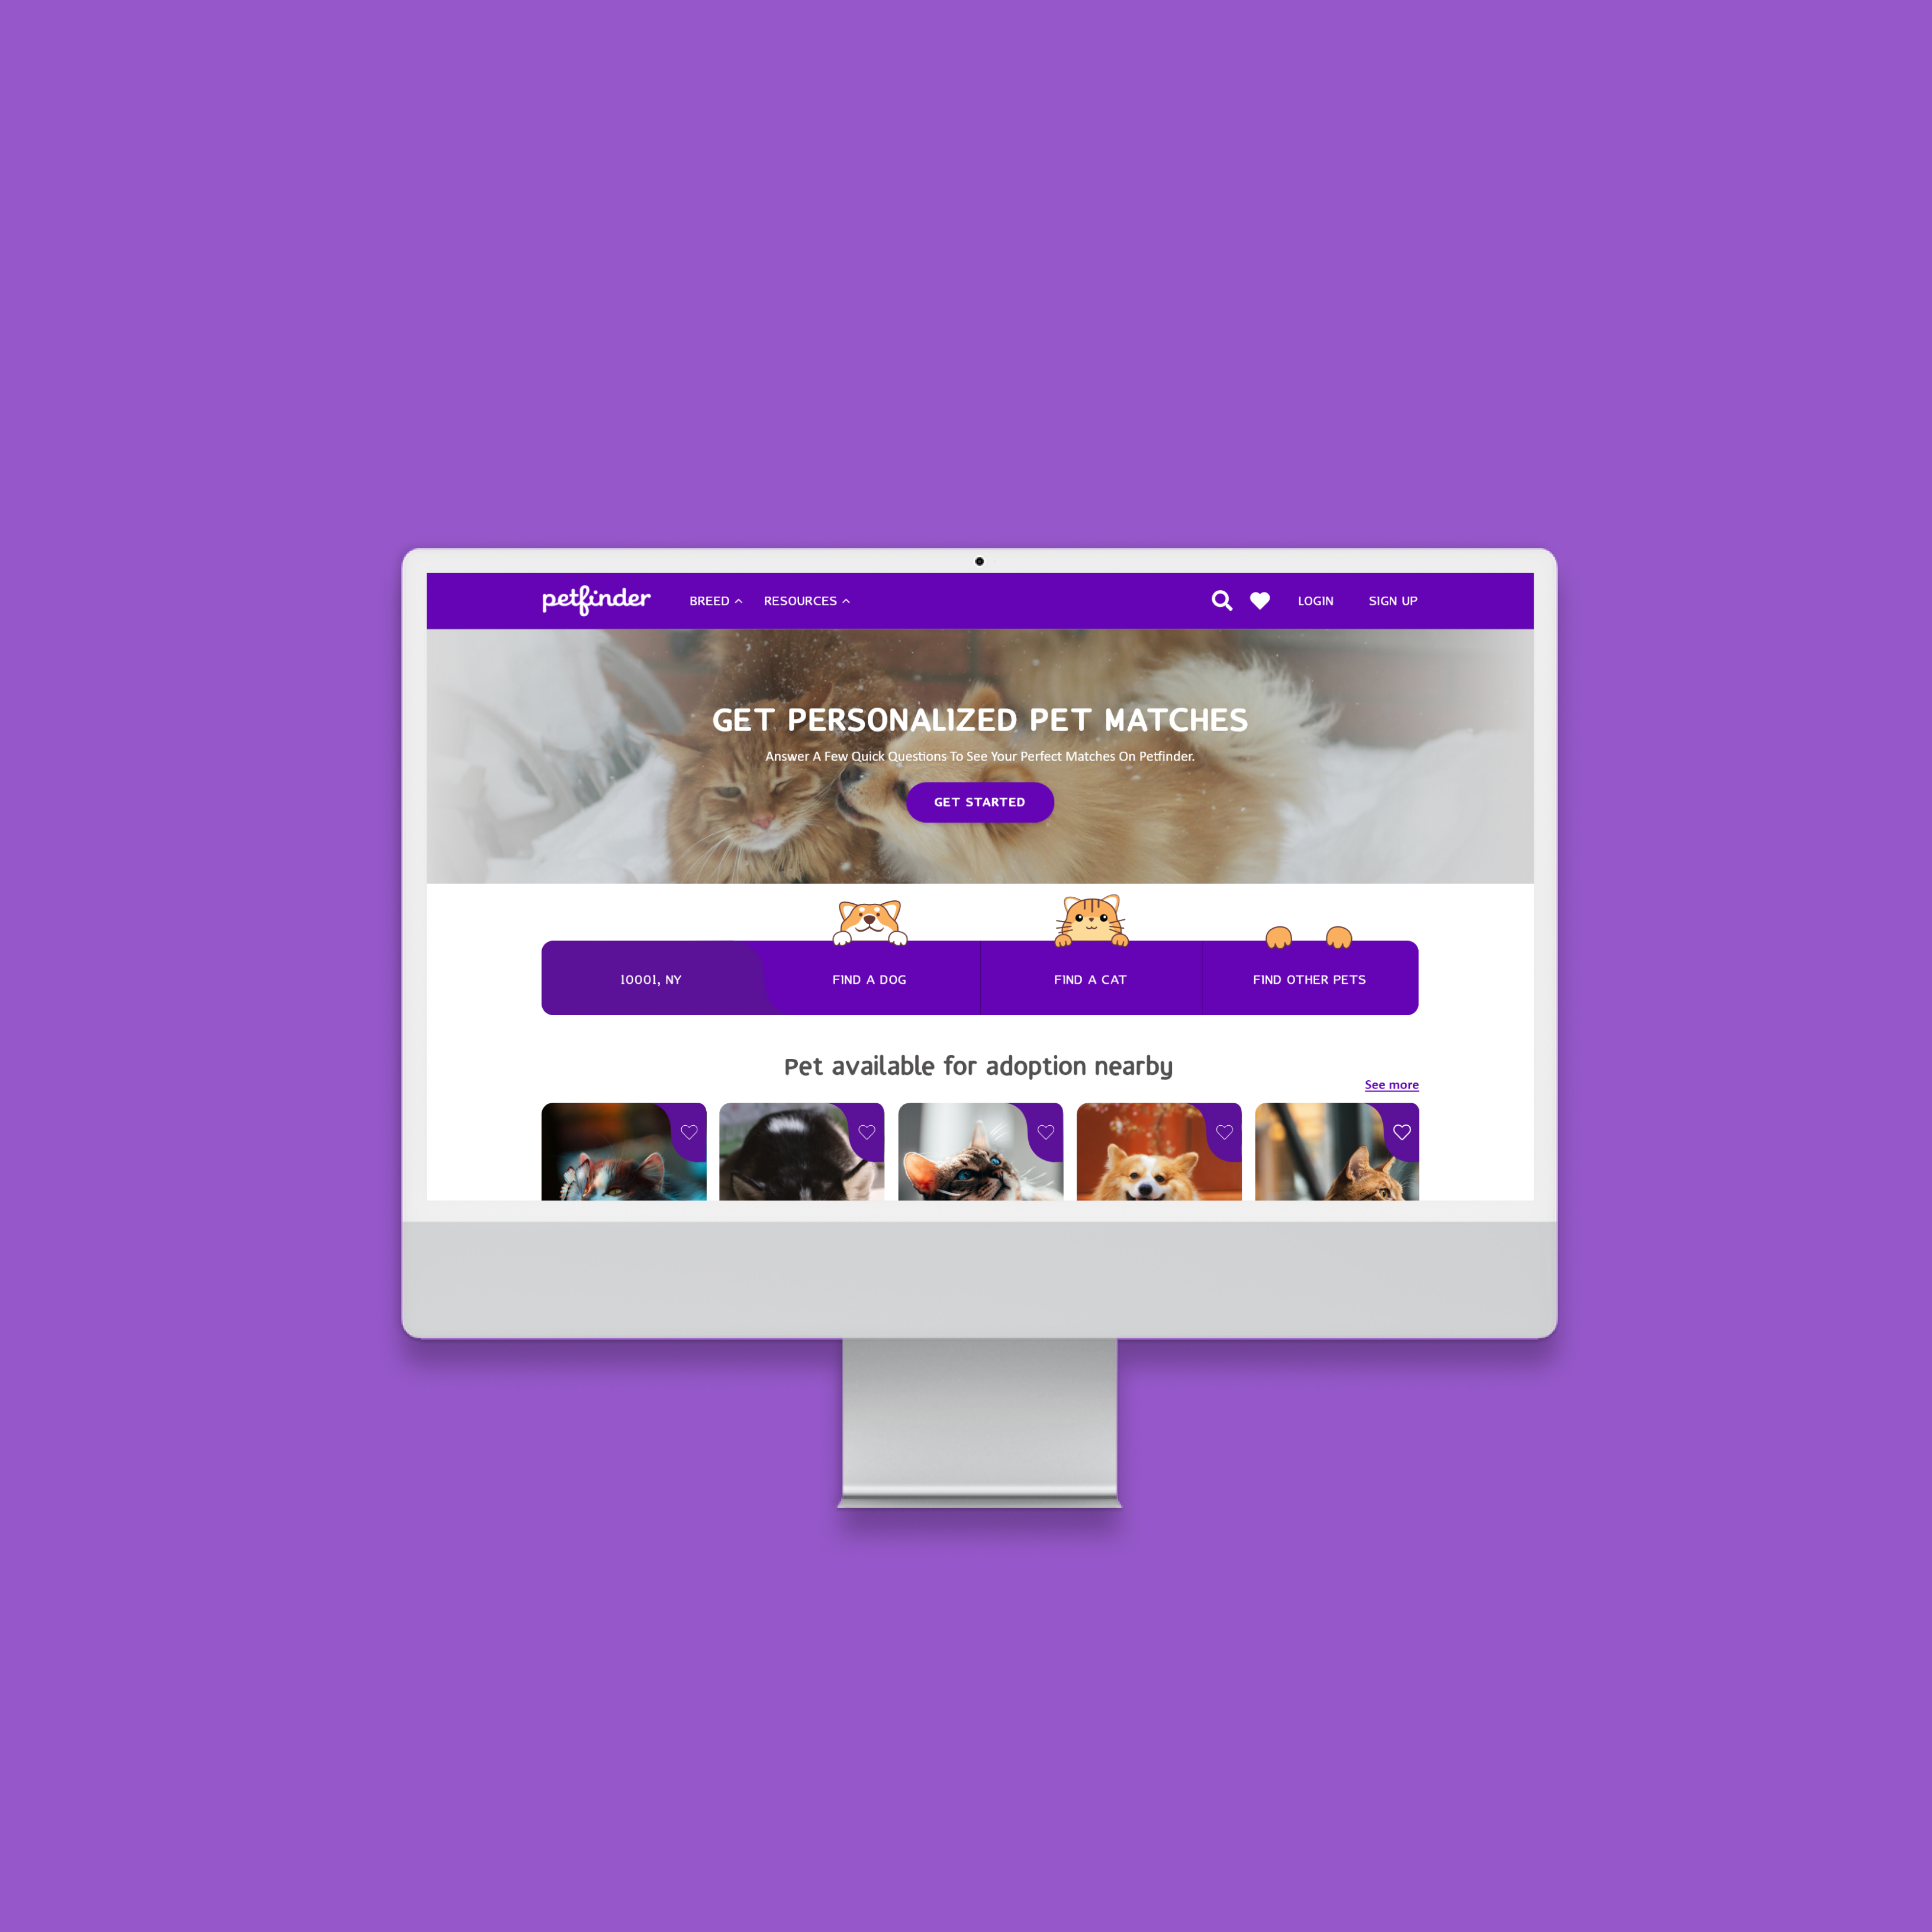 petfinder
BREED
RESOURCES
LOGIN
SIGN UP
GET PERSONALIZED PET MATCHES
Answer A Few Quick Questions To See Your Perfect Matches On Petfinder.
GET STARTED
10001, NY
FIND A DOG
FIND A CAT
FIND OTHER PETS
Pet available for adoption nearby
See more